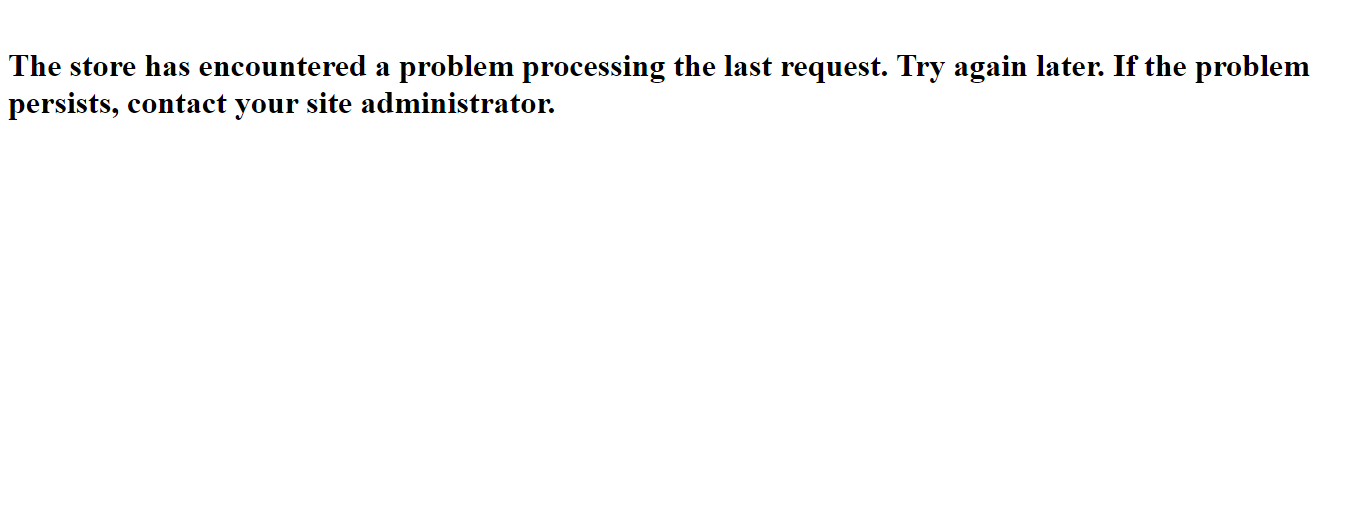 The store has encountered a problem processing the last request. Try again later. If the problem
persists, contact your site administrator.